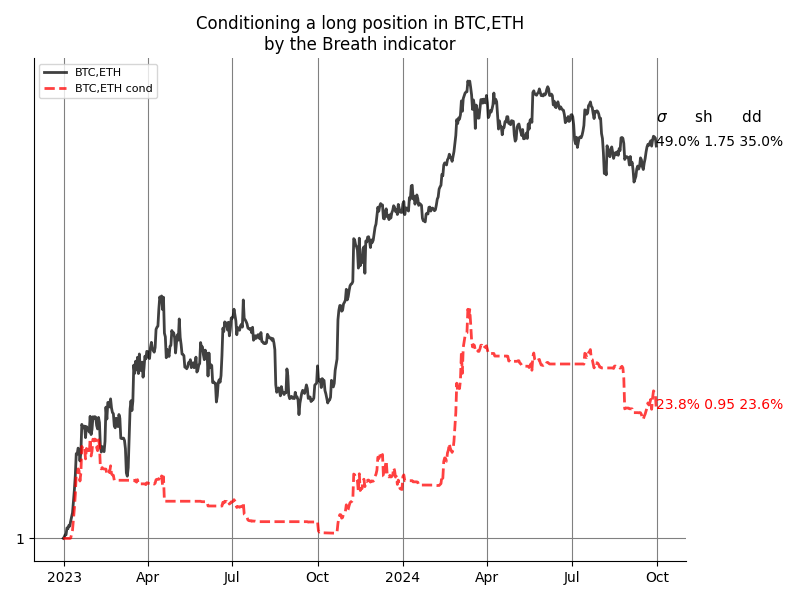 Conditioning a long position in BTC,ETH
by the Breath indicator
BTC,ETH
BTC,ETH cond
σ sh dd
49.0% 1.75 35.0%
23.8% 0.95 23.6%
1
2023 Apr Jul Oct 2024 Apr Jul Oct